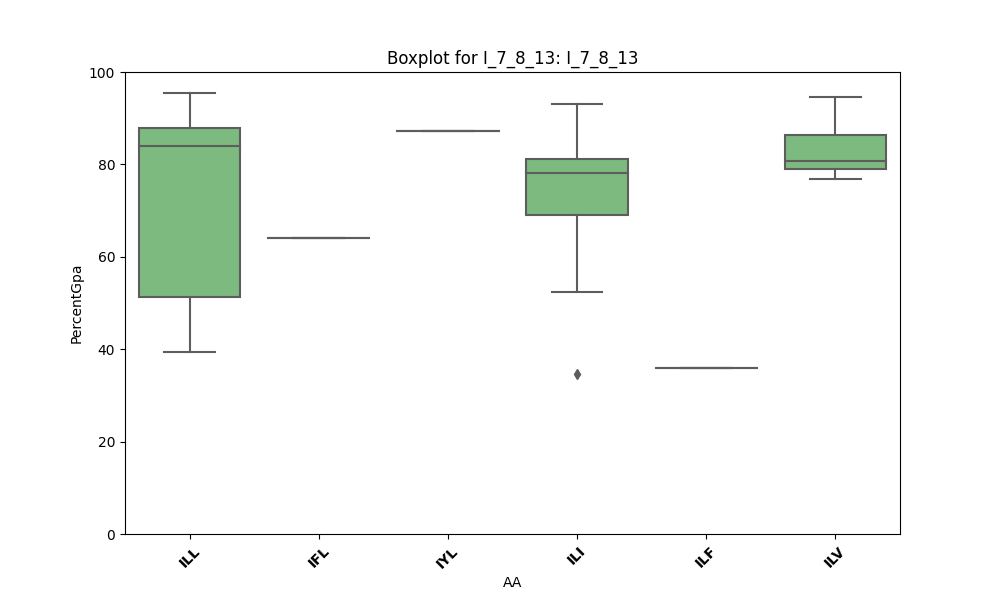 Boxplot for I_7_8_13: I_7_8_13
100
80
60
40
20
0
PercentGpa
ILL
IFL
IYL
ILI
ILF
ILV
AA